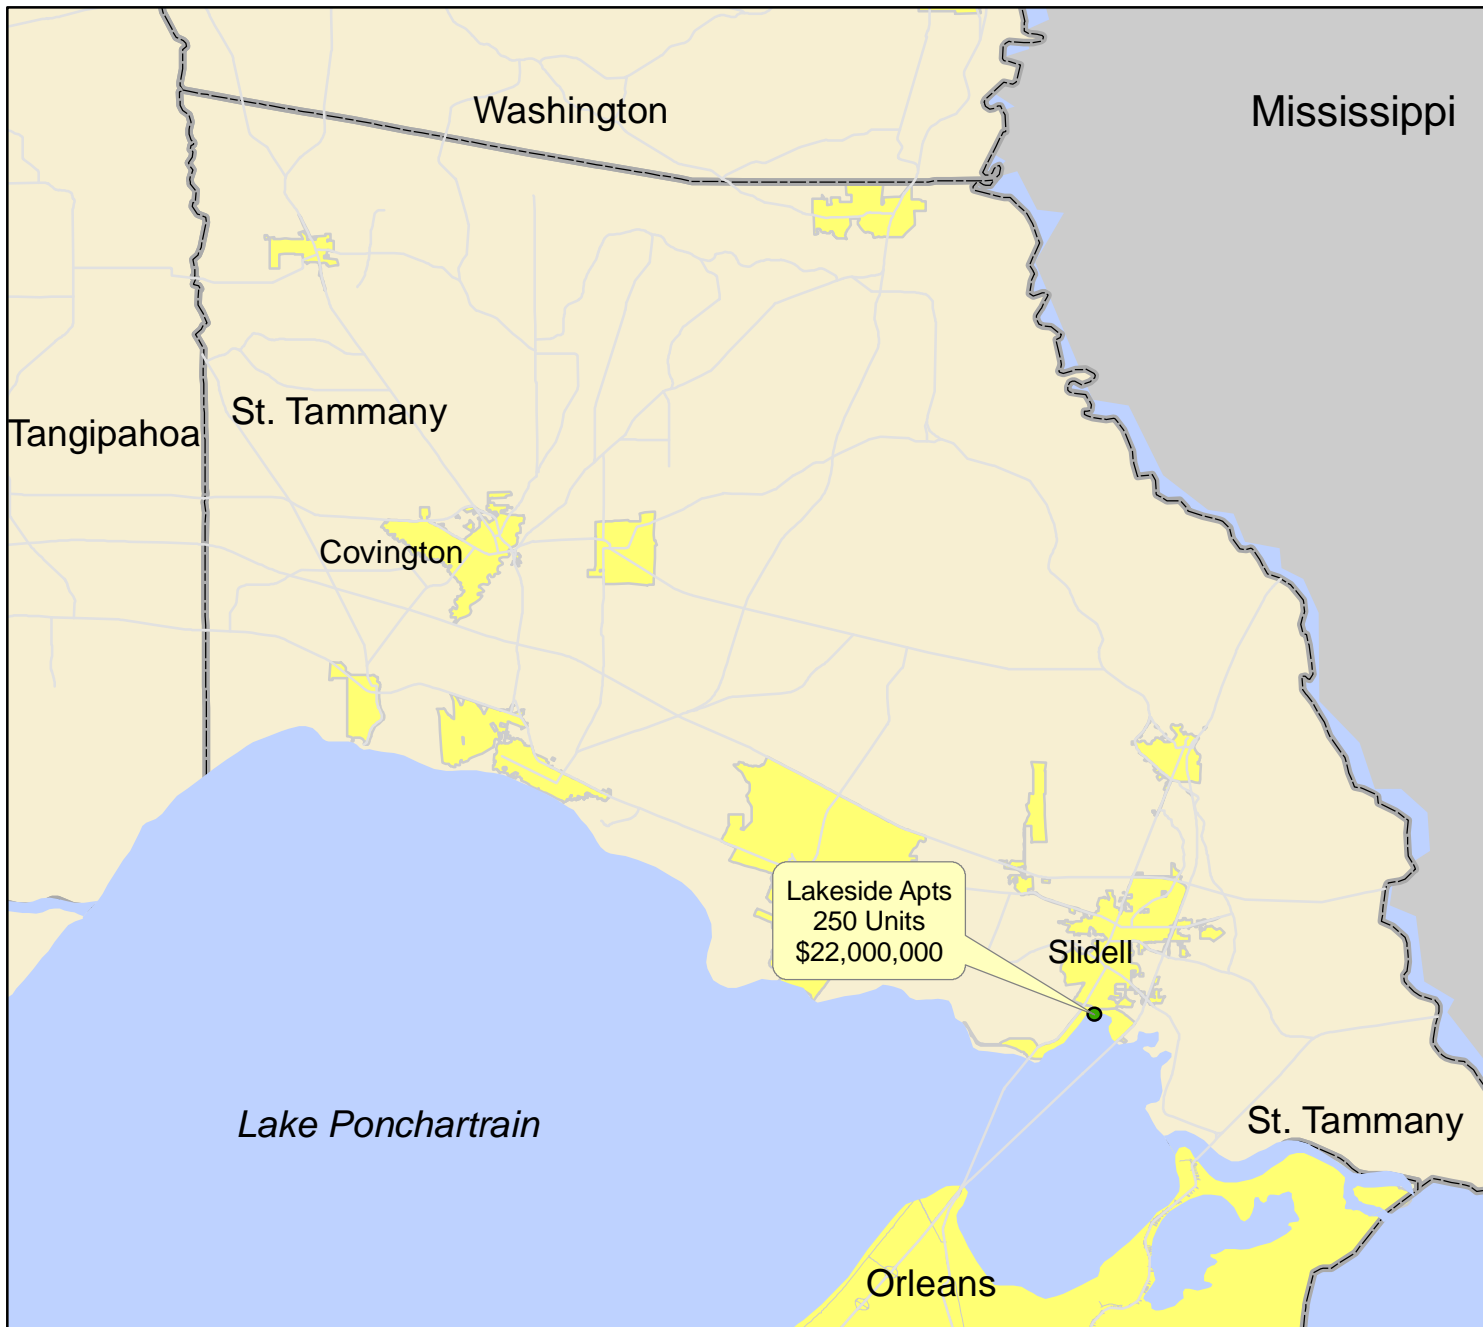 Washington
Mississippi
St. Tammany
Tangipahoa
Covington
Lakeside Apts
250 Units
$22,000,000
Slidell
Lake Ponchartrain
St. Tammany
Orleans